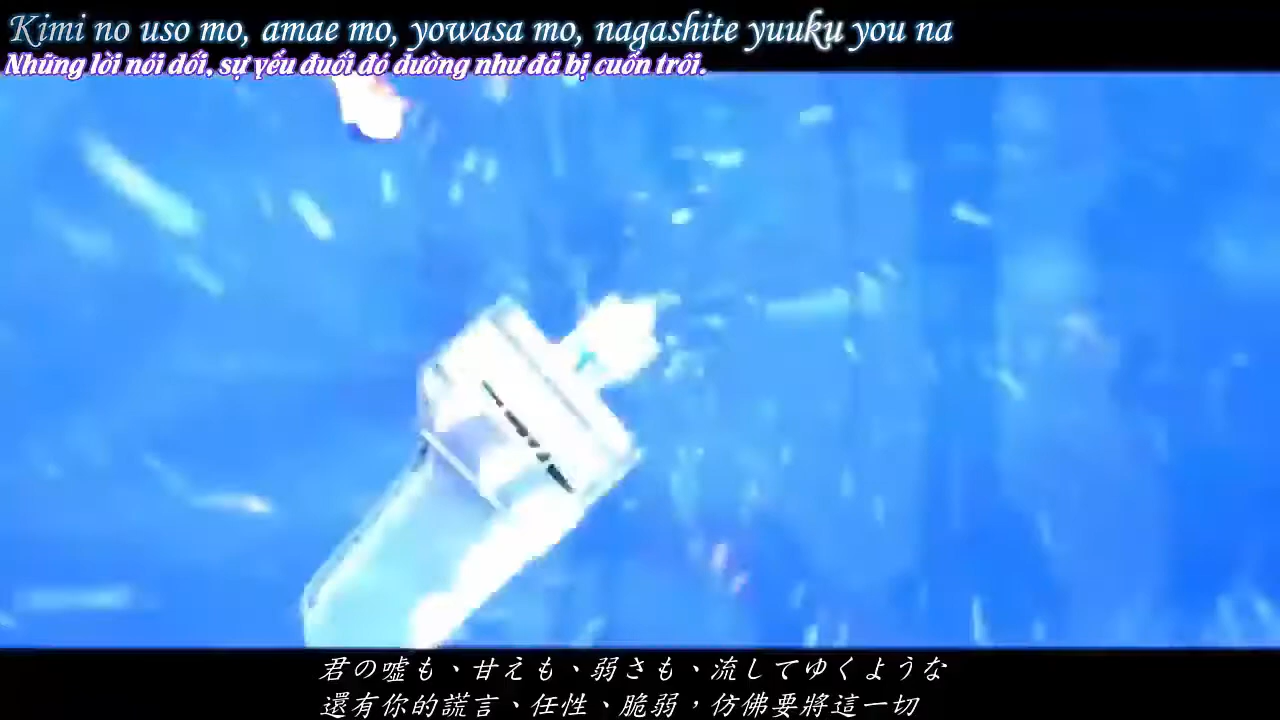 Kimi no uso mo, amae mo, yowasa mo, nagashite yuuku you na
Những lời nói dối, sự yếu đuối đó dường như đã bị cuốn trôi.
君の嘘も、甘えも、弱さも、流してゆくような
還有你的謊言、任性、脆弱，仿佛要將這一切